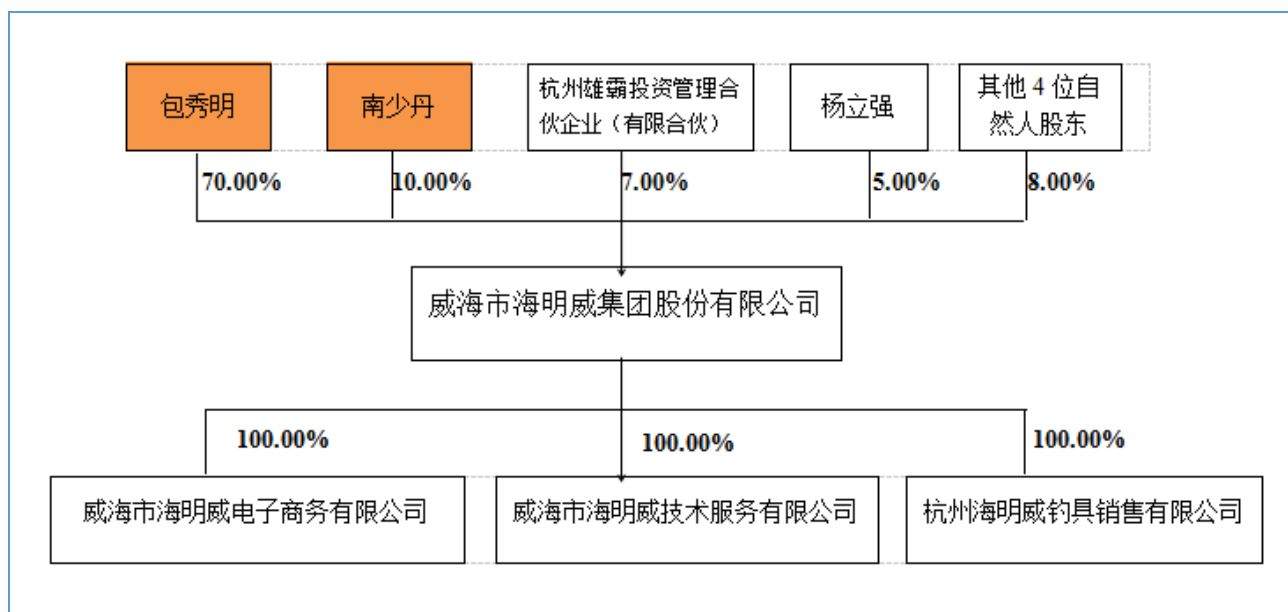 包秀明
南少丹
杭州雄霸投资管理合
伙企业（有限合伙）
杨立强
其他 4 位自
然人股东
70.00%
10.00%
7.00%
5.00%
8.00%
威海市海明威集团股份有限公司
100.00%
100.00%
100.00%
威海市海明威电子商务有限公司
威海市海明威技术服务有限公司
杭州海明威钓具销售有限公司